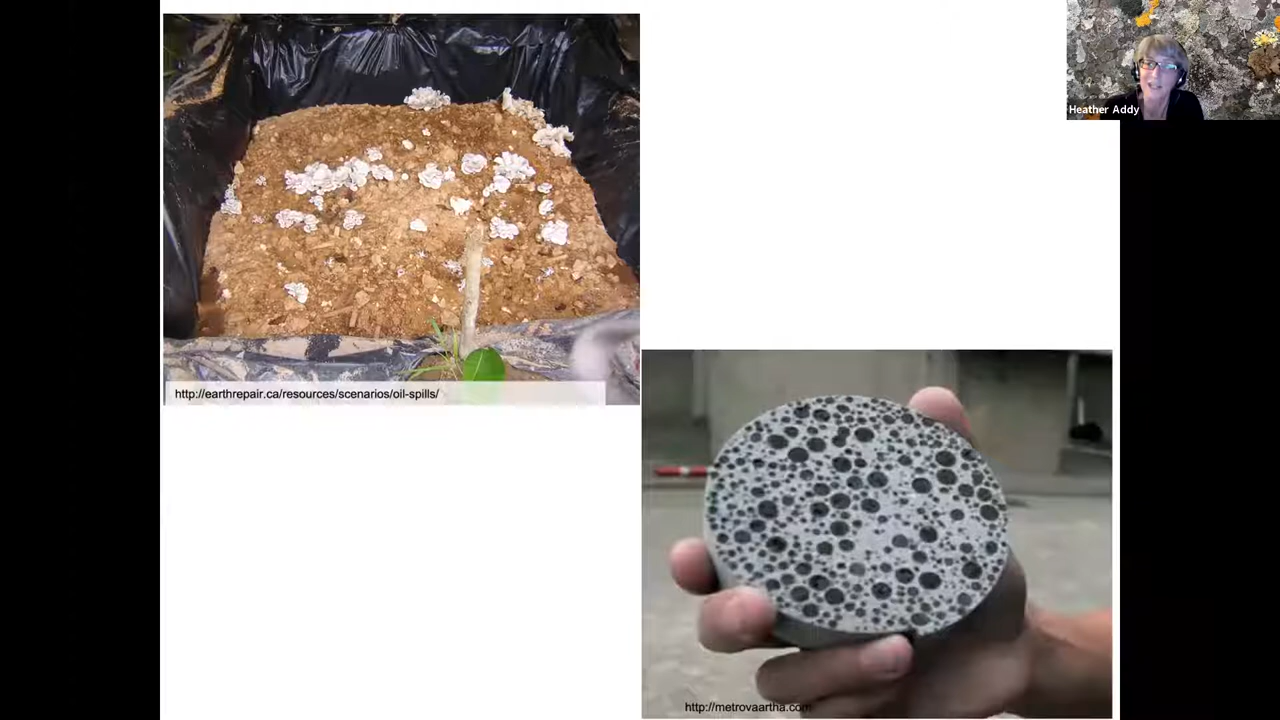 Heather Addy
http://earthrepair.ca/resources/scenarios/oil-spills/
http://metrovaartha.com